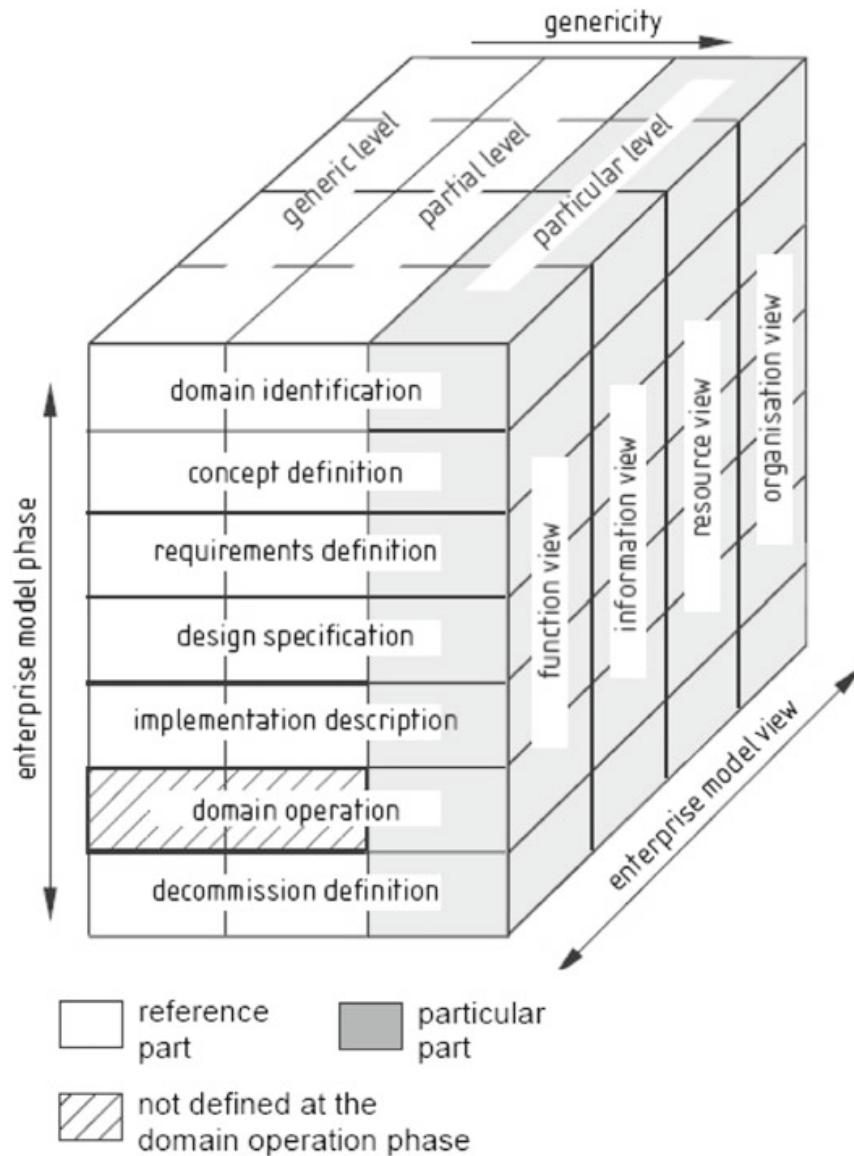 genericity
generic level
partial level
particular level
enterprise model phase
domain identification
concept definition
requirements definition
design specification
implementation description
domain operation
decommission definition
function view
information view
resource view
organisation view
enterprise model view
reference
part
particular
part
not defined at the
domain operation phase